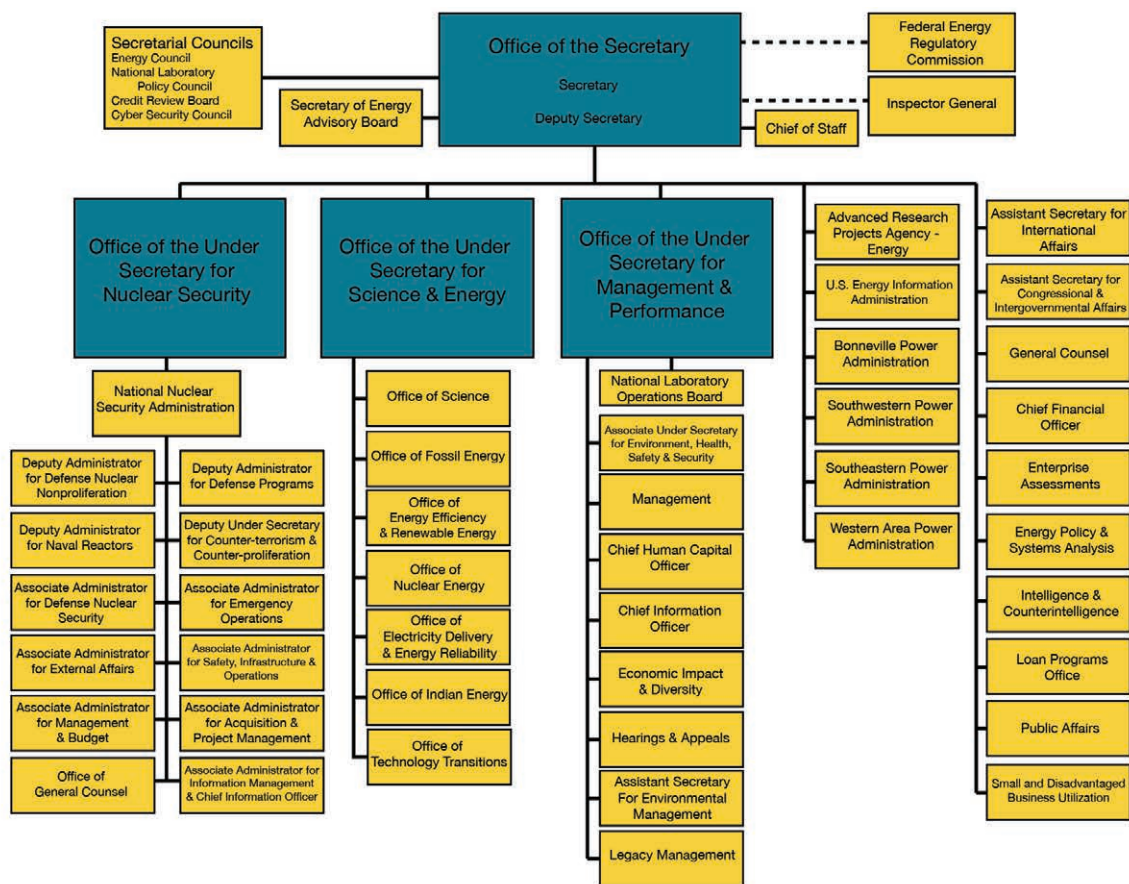 Secretarial Councils
Energy Council
National Laboratory
Policy Council
Credit Review Board
Cyber Security Council
Secretary of Energy
Advisory Board
Office of the Secretary
Secretary
Deputy Secretary
Federal Energy
Regulatory
Commission
Inspector General
Chief of Staff
Office of the Under
Secretary for
Nuclear Security
National Nuclear
Security Administration
Deputy Administrator
for Defense Nuclear
Nonproliferation
Deputy Administrator
for Defense Programs
Deputy Administrator
for Naval Reactors
Deputy Under Secretary
for Counter-terrorism &
Counter-proliferation
Associate Administrator
for Defense Nuclear
Security
Associate Administrator
for Emergency
Operations
Associate Administrator
for External Affairs
Associate Administrator
for Safety, Infrastructure &
Operations
Associate Administrator
for Management
& Budget
Associate Administrator
for Acquisition &
Project Management
Office of
General Counsel
Associate Administrator for
Information Management
& Chief Information Officer
Office of the Under
Secretary for
Science & Energy
Office of Science
Office of Fossil Energy
Office of
Energy Efficiency
& Renewable Energy
Office of
Nuclear Energy
Office of
Electricity Delivery
& Energy Reliability
Office of Indian Energy
Office of
Technology Transitions
Office of the Under
Secretary for
Management &
Performance
National Laboratory
Operations Board
Associate Under Secretary
for Environment, Health,
Safety & Security
Management
Chief Human Capital
Officer
Chief Information
Officer
Economic Impact
& Diversity
Hearings & Appeals
Assistant Secretary
For Environmental
Management
Legacy Management
Advanced Research
Projects Agency -
Energy
U.S. Energy Information
Administration
Bonneville Power
Administration
Southwestern Power
Administration
Southeastern Power
Administration
Western Area Power
Administration
Assistant Secretary for
International
Affairs
Assistant Secretary for
Congressional &
Intergovernmental Affairs
General Counsel
Chief Financial
Officer
Enterprise
Assessments
Energy Policy &
Systems Analysis
Intelligence &
Counterintelligence
Loan Programs
Office
Public Affairs
Small and Disadvantaged
Business Utilization